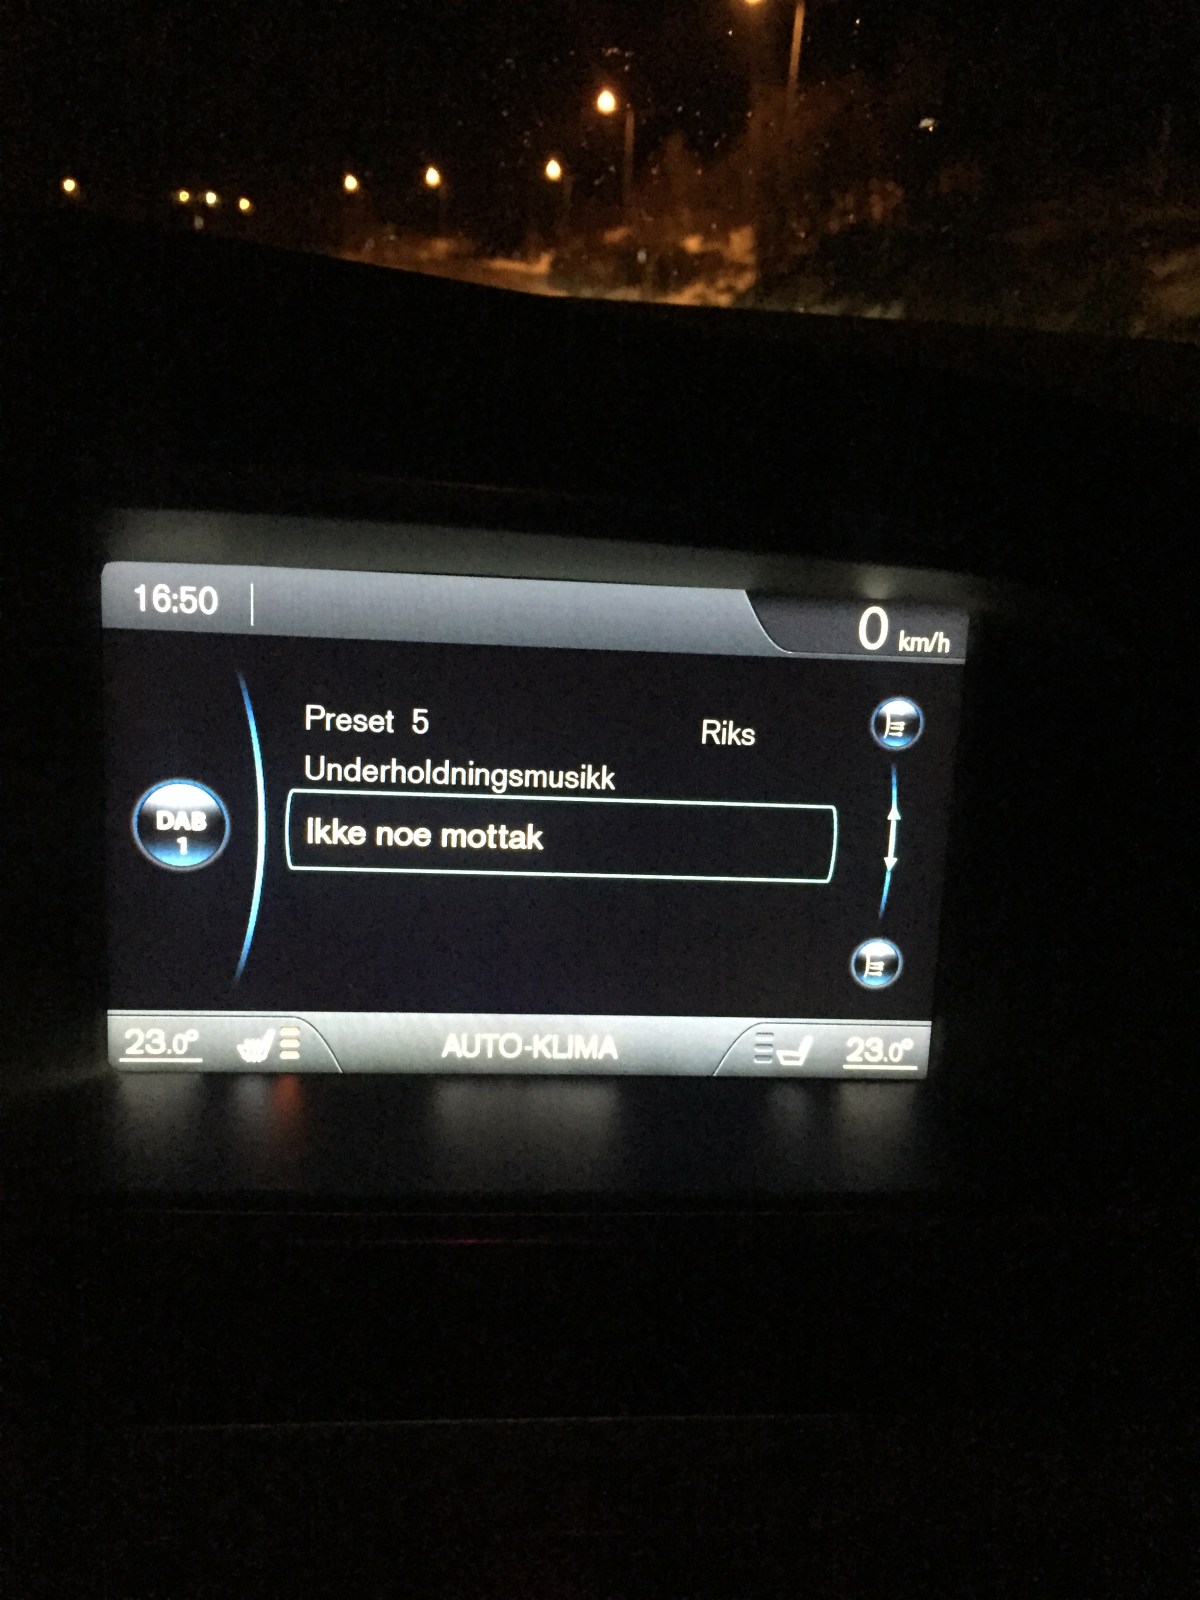 16:50
0 km/h
Preset 5
Riks
Underholdningsmusikk
DAB
1
Ikke noe mottak
23.0°
AUTO-KLIMA
23.0°